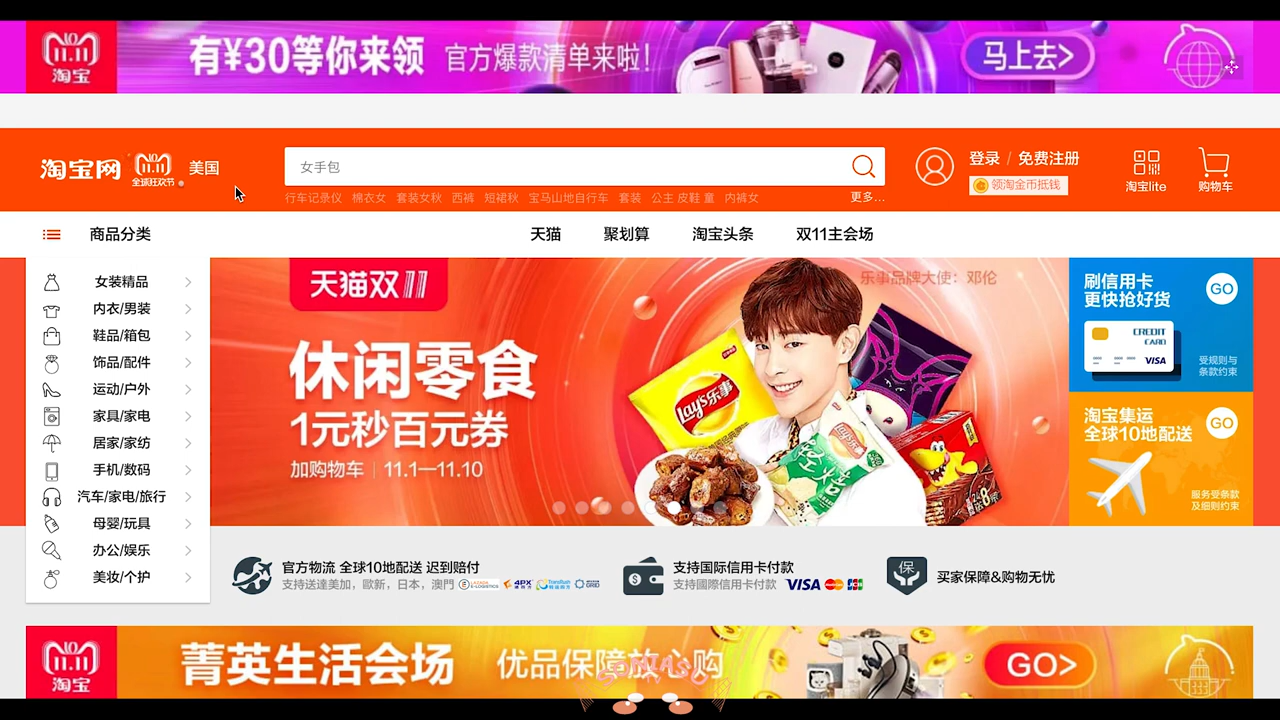 11.11
淘宝
有¥30等你来领 官方爆款清单来啦！ 马上去>
淘宝网 11.11 全球狂欢节 美国
女手包
登录 / 免费注册
领淘金币抵钱
淘宝lite
购物车
行车记录仪 棉衣女 套装女秋 西裤 短裙秋 宝马山地自行车 套装 公主 皮鞋 童 内裤女 更多...
商品分类 天猫 聚划算 淘宝头条 双11主会场
女装精品
内衣/男装
鞋品/箱包
饰品/配件
运动/户外
家具/家电
居家/家纺
手机/数码
汽车/家电/旅行
母婴/玩具
办公/娱乐
美妆/个护
天猫双11
乐事品牌大使：邓伦
休闲零食
1元秒百元券
加购物车 | 11.1—11.10
Lay's乐事
刷信用卡
更快抢好货
GO
CREDIT
CARD
VISA
受规则与
条款约束
淘宝集运
全球10地配送
GO
服务受条款
及细则约束
官方物流 全球10地配送 迟到赔付
支持送達美加，歐新，日本，澳門 4PX
支持国际信用卡付款
支持國際信用卡付款 VISA JCB
保
买家保障&购物无忧
11.11
淘宝
菁英生活会场 优品保障放心购 GO>